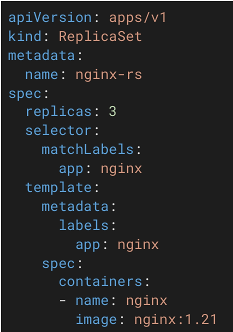 apiVersion: apps/v1
kind: ReplicaSet
metadata:
  name: nginx-rs
spec:
  replicas: 3
  selector:
    matchLabels:
      app: nginx
  template:
    metadata:
      labels:
        app: nginx
    spec:
      containers:
      - name: nginx
        image: nginx:1.21